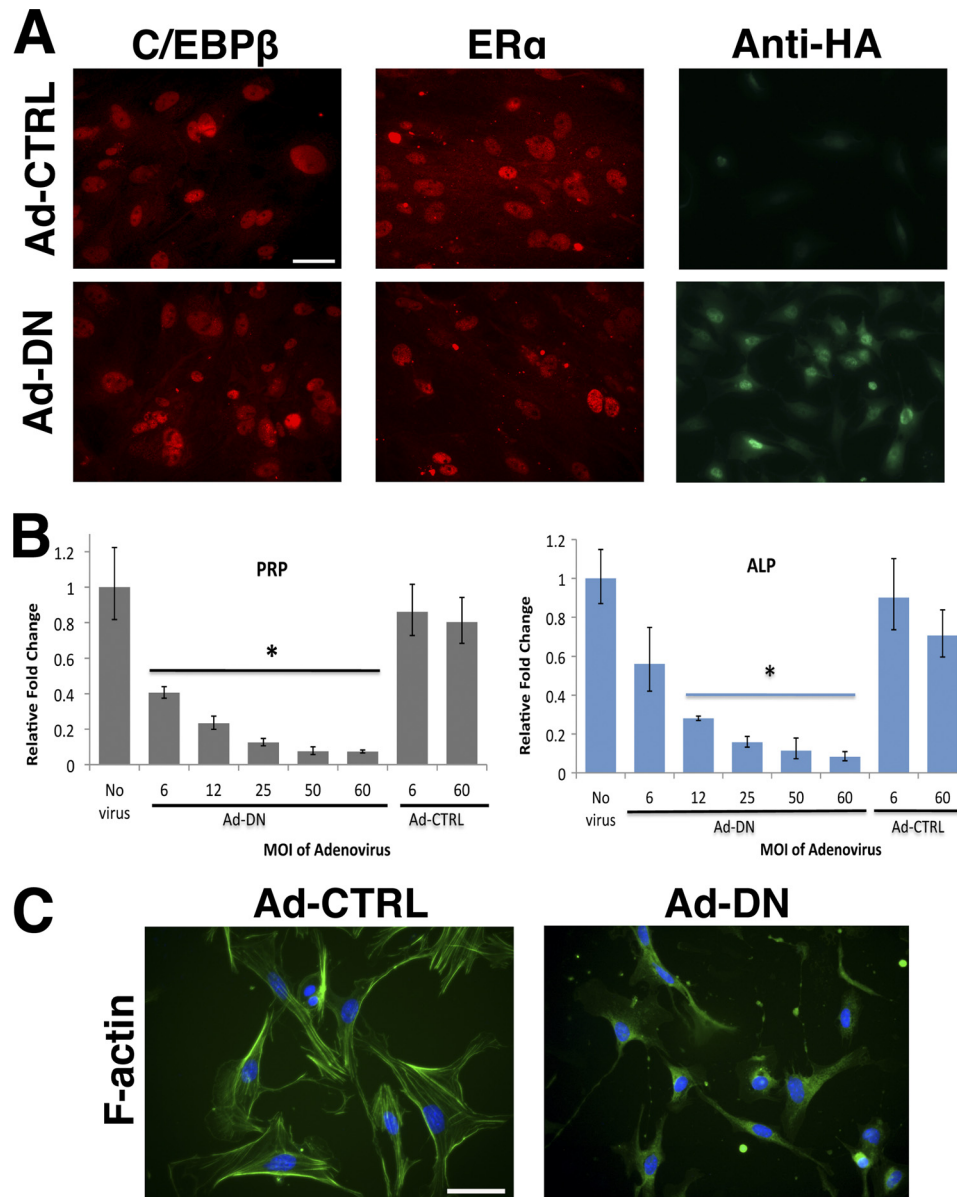 A
C/EBPβ
ERα
Anti-HA
Ad-CTRL
Ad-DN
B
PRP
Relative Fold Change
1.2
1
0.8
0.6
0.4
0.2
0
*
No virus
6
12
25
50
60
6
60
Ad-DN
Ad-CTRL
MOI of Adenovirus
ALP
Relative Fold Change
1.2
1
0.8
0.6
0.4
0.2
0
*
No virus
6
12
25
50
60
6
60
Ad-DN
Ad-CTRL
MOI of Adenovirus
C
Ad-CTRL
Ad-DN
F-actin